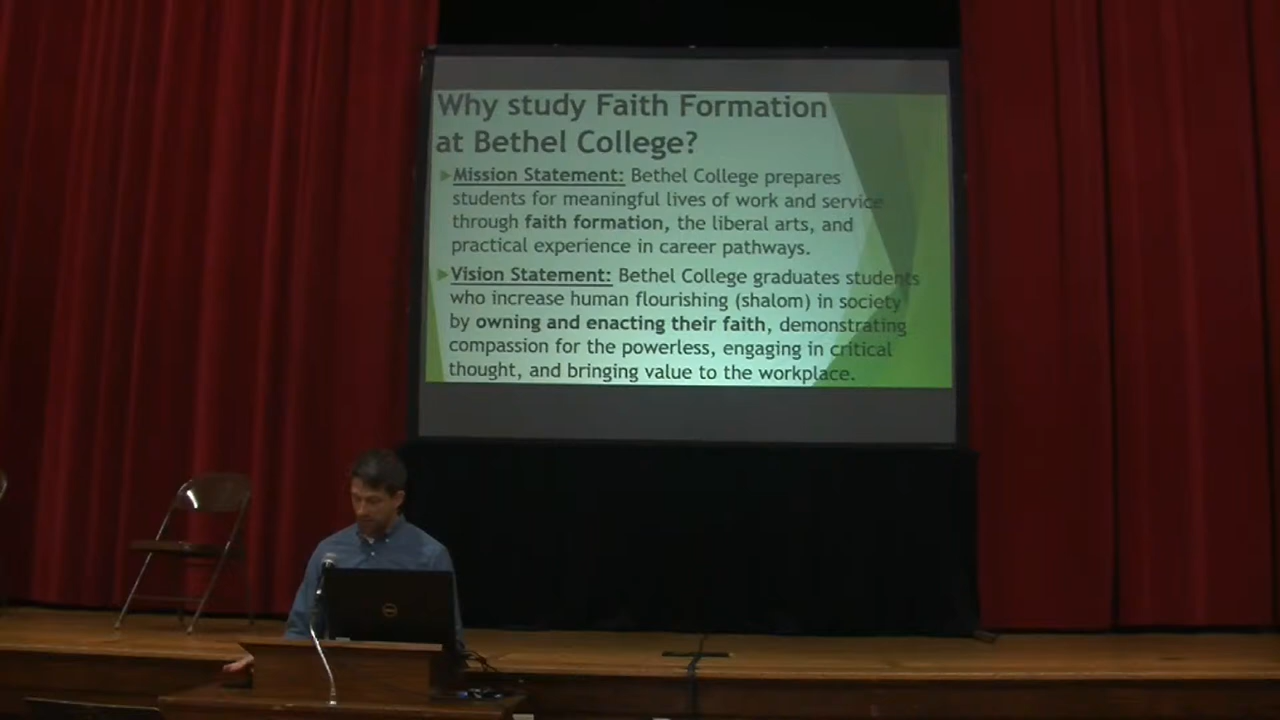 Why study Faith Formation
at Bethel College?
Mission Statement: Bethel College prepares
students for meaningful lives of work and service
through faith formation, the liberal arts, and
practical experience in career pathways.
Vision Statement: Bethel College graduates students
who increase human flourishing (shalom) in society
by owning and enacting their faith, demonstrating
compassion for the powerless, engaging in critical
thought, and bringing value to the workplace.
DELL